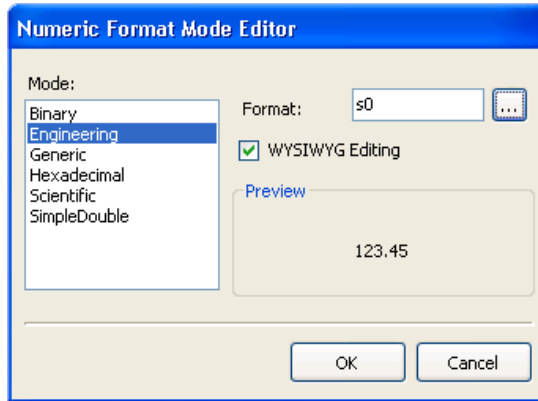 Numeric Format Mode Editor
Mode:
Binary
Engineering
Generic
Hexadecimal
Scientific
SimpleDouble
Format:
s0
...
WYSIWYG Editing
Preview
123.45
OK
Cancel